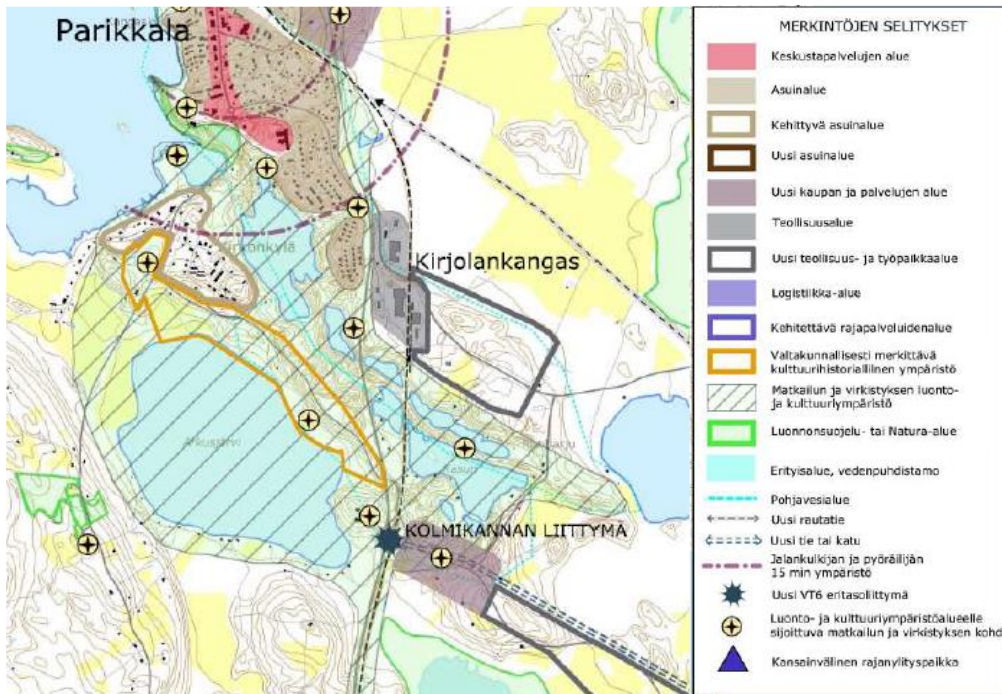 Parikkala
Kirjolankangas
KOLMIKANNAN LIITTYMÄ
MERKINTÖJEN SELITYKSET
Keskustapalvelujen alue
Asuinalue
Kehittyvä asuinalue
Uusi asuinalue
Uusi kaupan ja palvelujen alue
Teollisuusalue
Uusi teollisuus- ja työpaikkaalue
Logistiikka-alue
Kehitettävä rajapalveluidenalue
Valtakunnallisesti merkittävä
kulttuurihistoriallilnen ympäristö
Matkailun ja virkistyksen luonto-
ja kulttuuriympäristö
Luonnonsuojelu- tai Natura-alue
Erityisalue, vedenpuhdistamo
Pohjavesialue
Uusi rautatie
Uusi tie tai katu
Jalankulkijan ja pyöräilijän
15 min ympäristö
Uusi VT6 eritasoliittymä
Luonto- ja kulttuuriympäristöalueelle
sijoittuva matkailun ja virkistyksen kohd
Kansainvälinen rajanylityspaikka